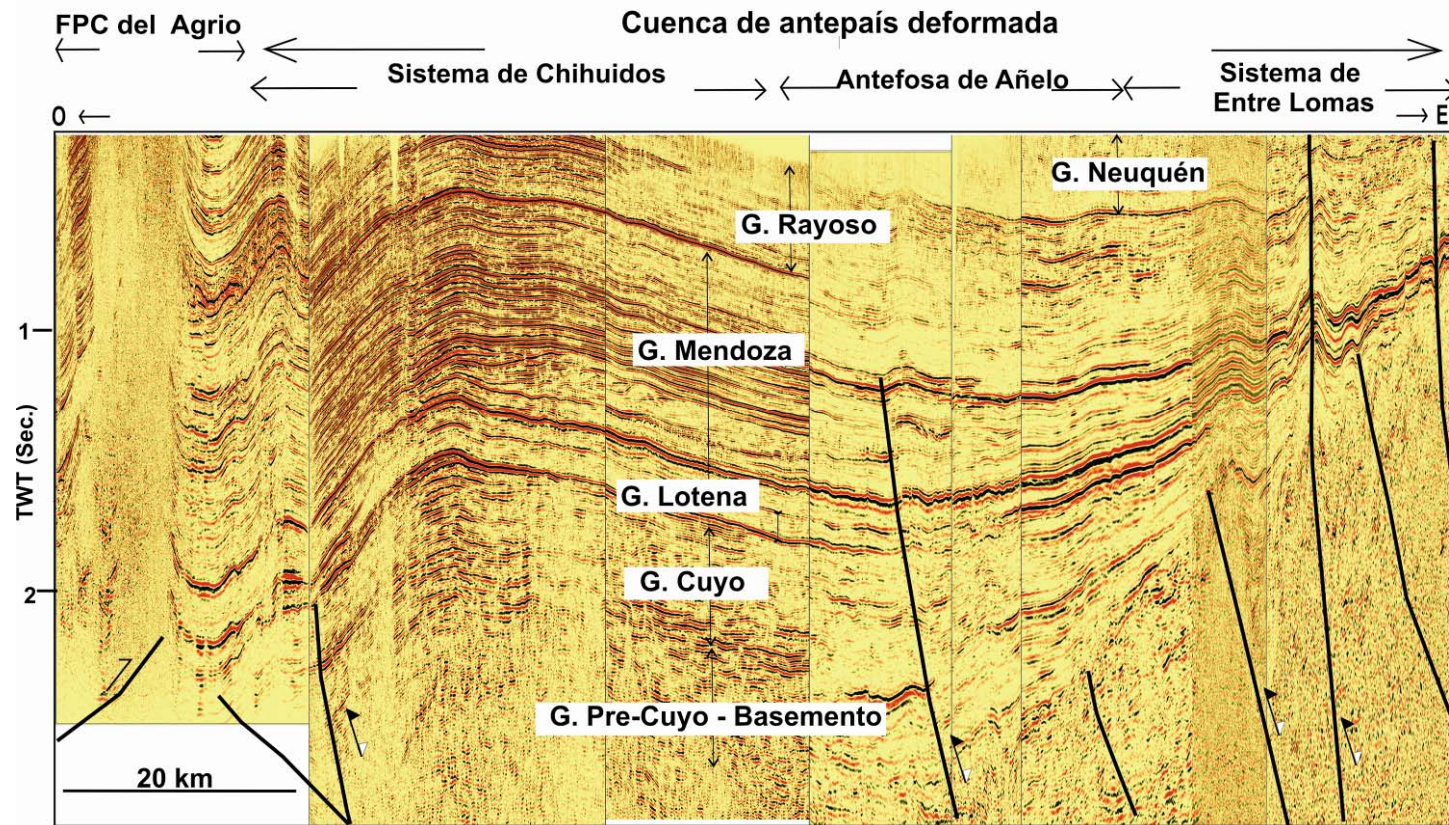 FPC del Agrio
Cuenca de antepaís deformada
Sistema de Chihuidos
Antefosa de Añelo
Sistema de
Entre Lomas
O
E
G. Neuquén
G. Rayoso
1
G. Mendoza
TWT (Sec.)
G. Lotena
2
G. Cuyo
G. Pre-Cuyo - Basemento
20 km